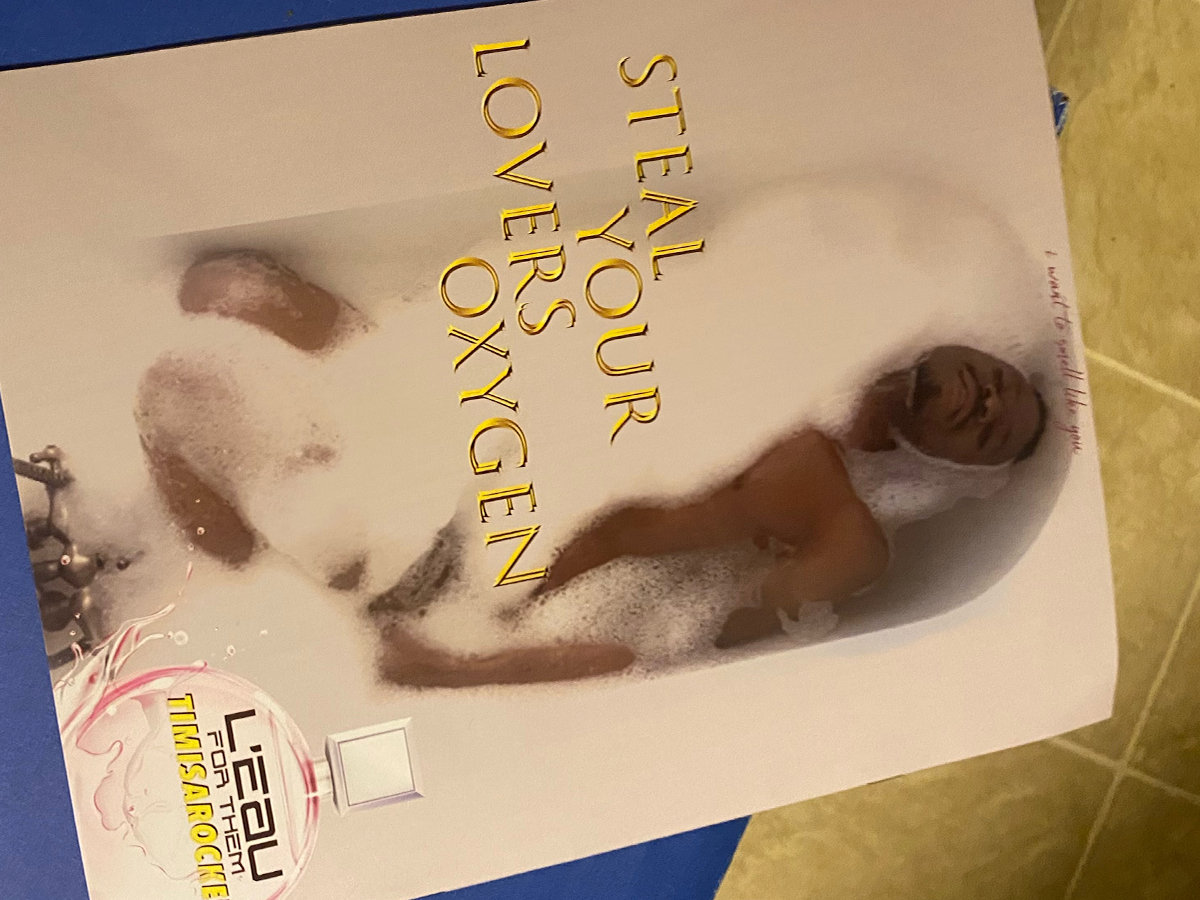 i want to smell like you
STEAL
YOUR
LOVERS
OXYGEN
L'EAU
FOR THEM
TIMISAROCKE